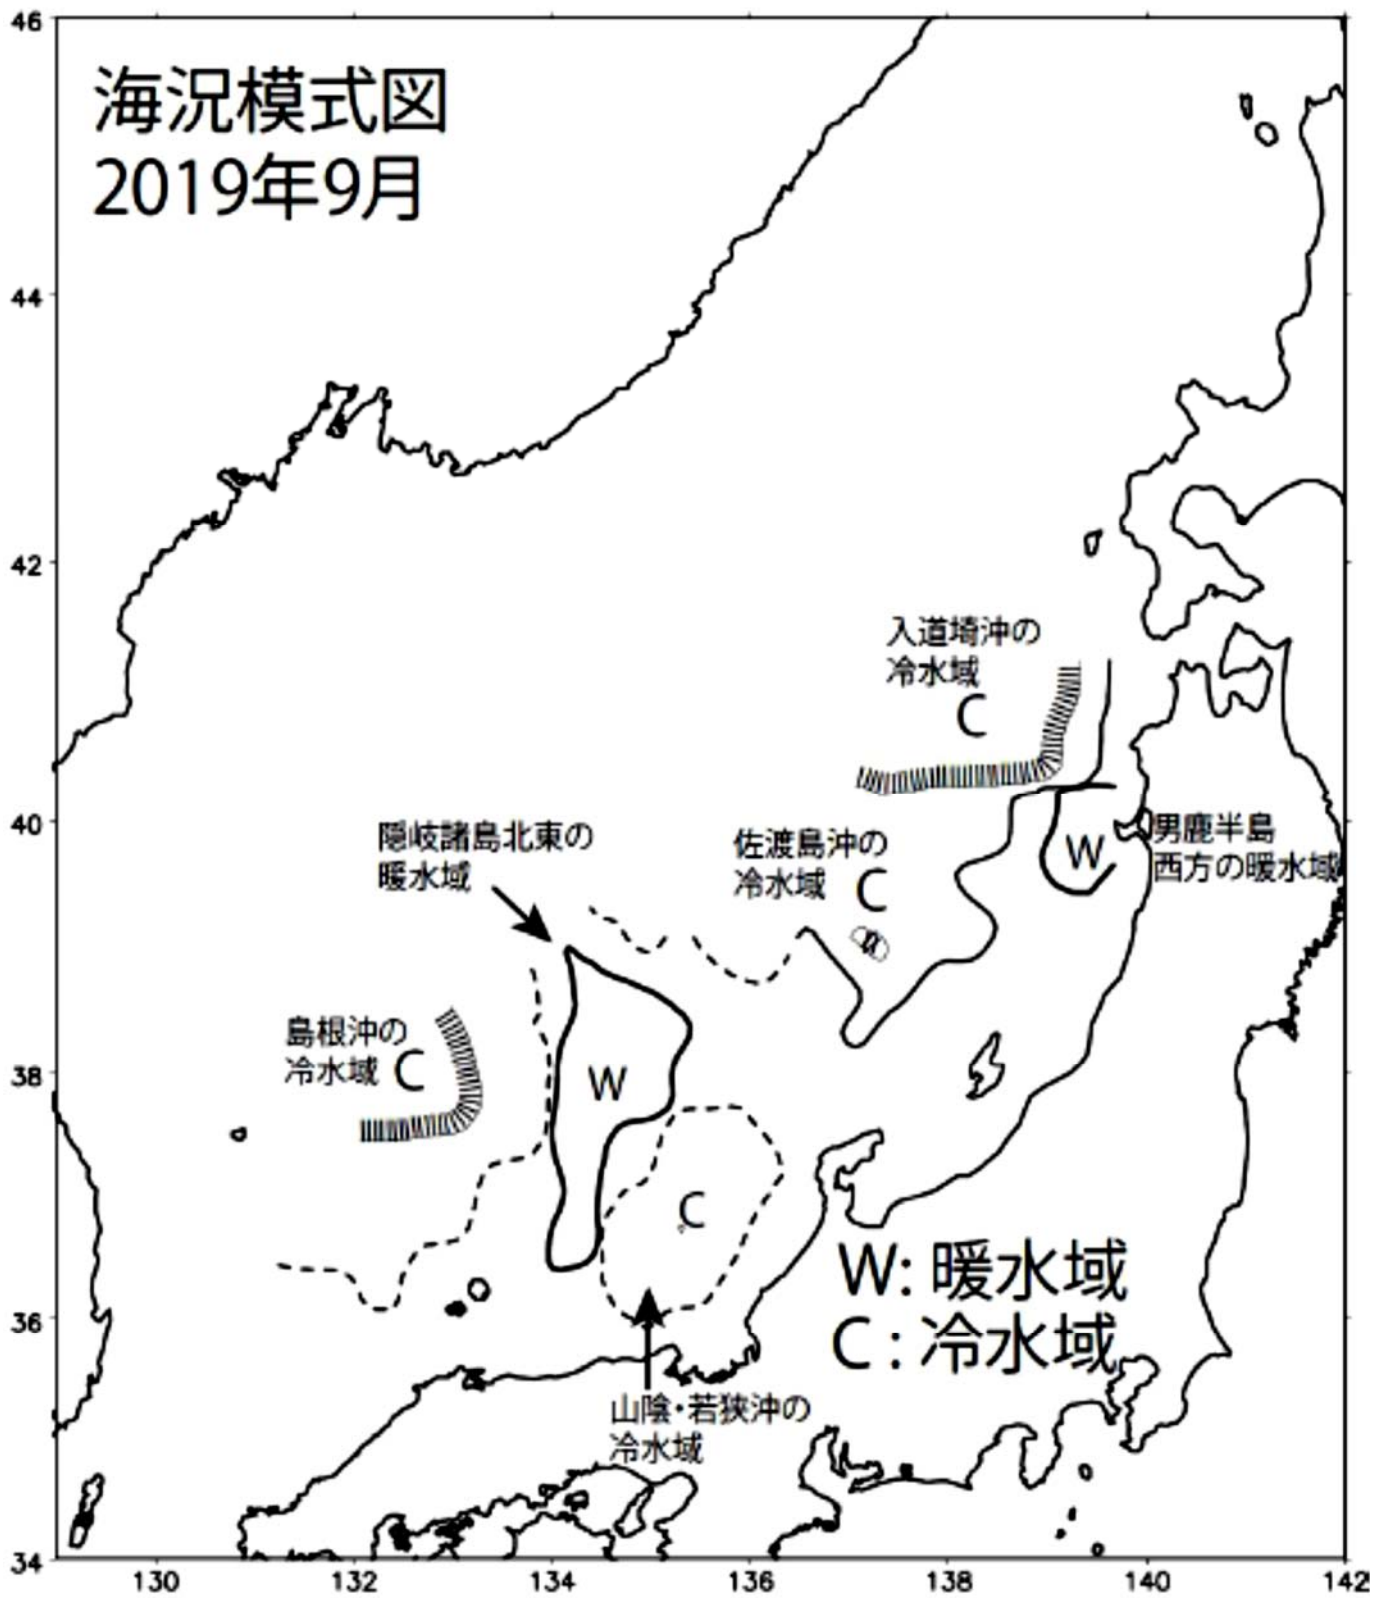 46
海況模式図
2019年9月
44
42
入道埼沖の
冷水域
C
40
隠岐諸島北東の
暖水域
佐渡島沖の
冷水域
C
W
男鹿半島
西方の暖水域
島根沖の
冷水域
C
38
W
C
W: 暖水域
C : 冷水域
36
山陰・若狭沖の
冷水域
34
130
132
134
136
138
140
142